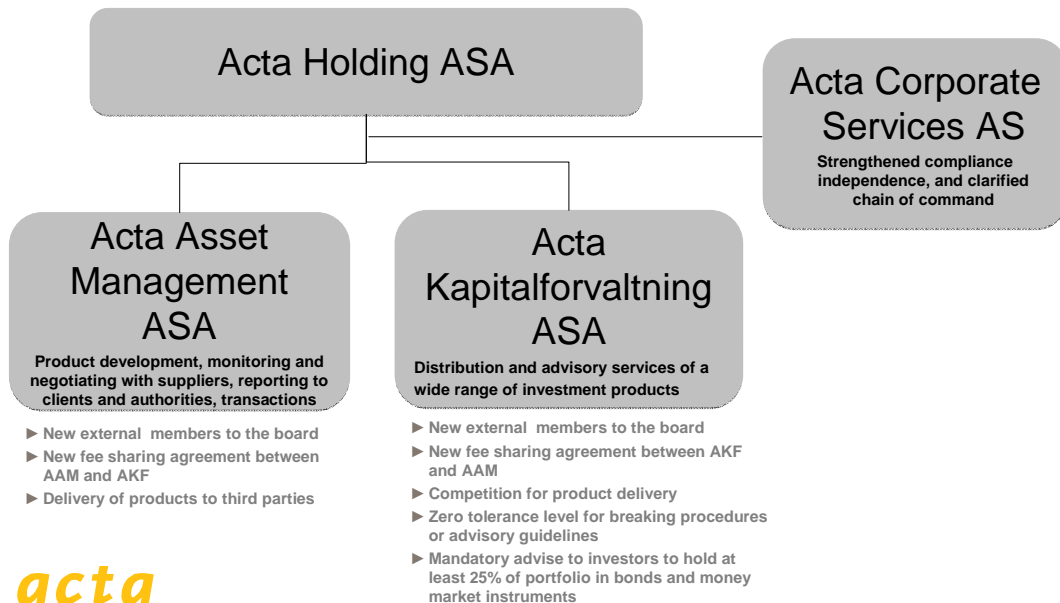 Acta Holding ASA
Acta Corporate
Services AS
Strengthened compliance
independence, and clarified
chain of command
Acta Asset
Management
ASA
Product development, monitoring and
negotiating with suppliers, reporting to
clients and authorities, transactions
Acta
Kapitalforvaltning
ASA
Distribution and advisory services of a
wide range of investment products
► New external members to the board
► New fee sharing agreement between
AAM and AKF
► Delivery of products to third parties
► New external members to the board
► New fee sharing agreement between AKF
and AAM
► Competition for product delivery
► Zero tolerance level for breaking procedures
or advisory guidelines
► Mandatory advise to investors to hold at
least 25% of portfolio in bonds and money
market instruments
acta